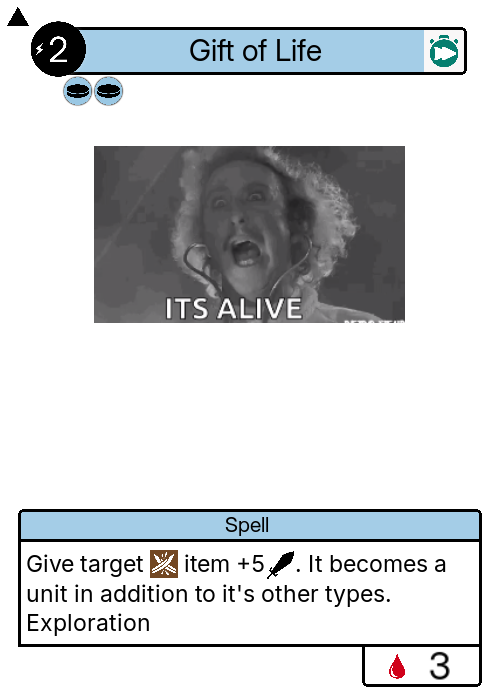 2
Gift of Life
ITS ALIVE
Spell
Give target item +5. It becomes a
unit in addition to it's other types.
Exploration
3